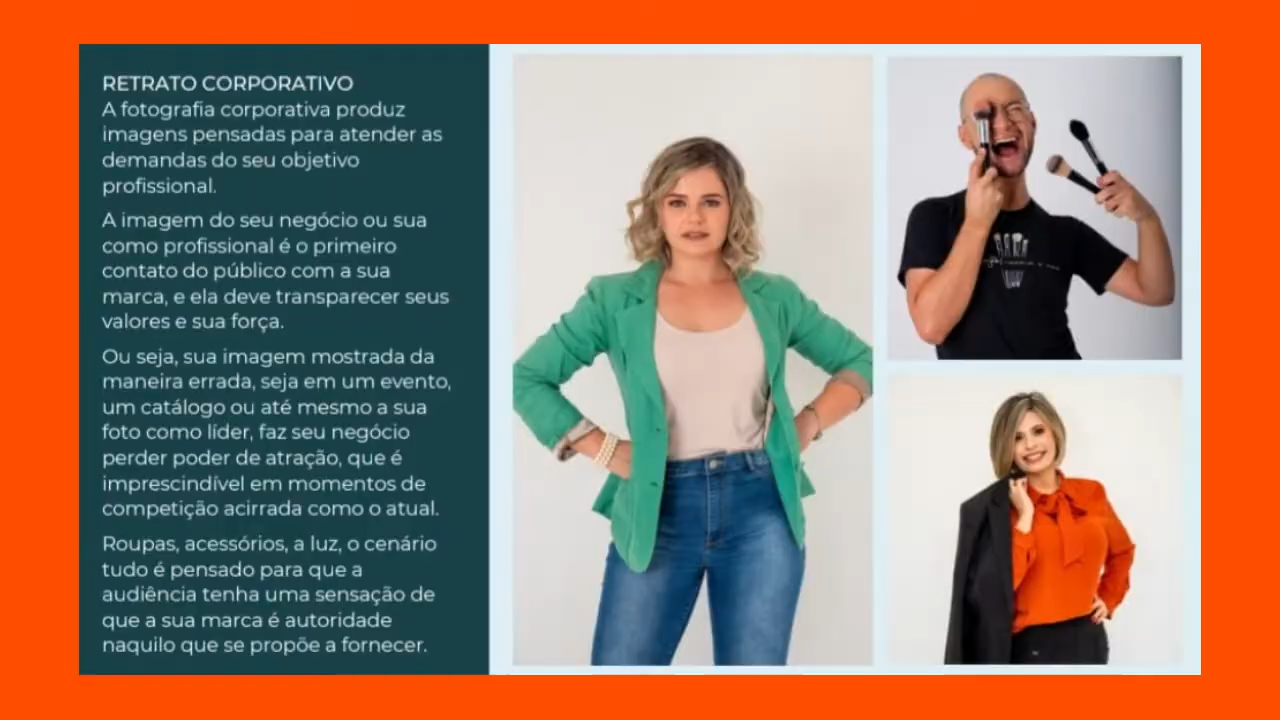 RETRATO CORPORATIVO
A fotografia corporativa produz
imagens pensadas para atender as
demandas do seu objetivo
profissional.
A imagem do seu negócio ou sua
como profissional é o primeiro
contato do público com a sua
marca, e ela deve transparecer seus
valores e sua força.
Ou seja, sua imagem mostrada da
maneira errada, seja em um evento,
um catálogo ou até mesmo a sua
foto como líder, faz seu negócio
perder poder de atração, que é
imprescindível em momentos de
competição acirrada como o atual.
Roupas, acessórios, a luz, o cenário
tudo é pensado para que a
audiência tenha uma sensação de
que a sua marca é autoridade
naquilo que se propõe a fornecer.